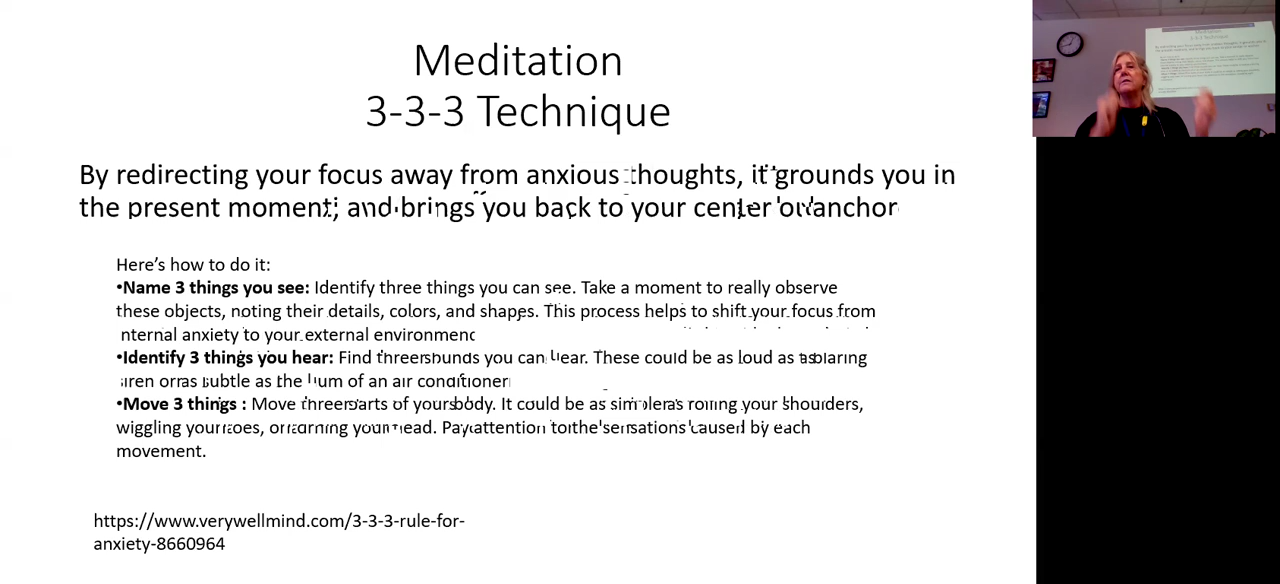 Meditation
3-3-3 Technique
By redirecting your focus away from anxious thoughts, it grounds you in
the present moment, and brings you back to your center or anchor
Here's how to do it:
•Name 3 things you see: Identify three things you can see. Take a moment to really observe
these objects, noting their details, colors, and shapes. This process helps to shift your focus from
internal anxiety to your external environment
•Identify 3 things you hear: Find three sounds you can hear. These could be as loud as a blaring
siren or as subtle as the hum of an air conditioner
•Move 3 things : Move three parts of your body. It could be as simple as rolling your shoulders,
wiggling your toes, or turning your head. Pay attention to the sensations caused by each
movement.
https://www.verywellmind.com/3-3-3-rule-for-
anxiety-8660964